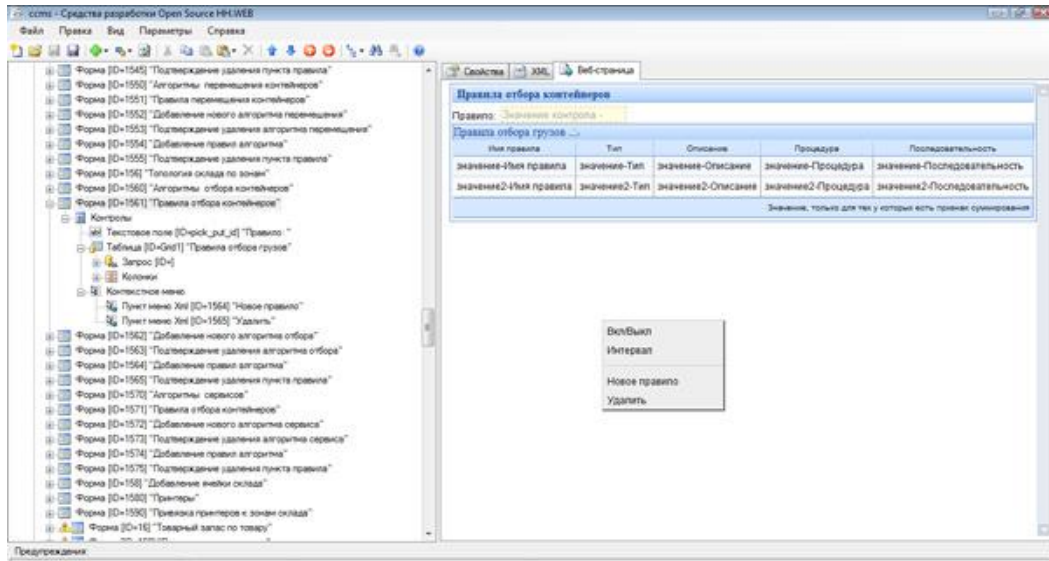 ccms - Средства разработки Open Source HH.WEB
Файл Правка Вид Параметры Справка
Форма [ID=1545] "Подтверждение удаления пункта правила"
Форма [ID=1550] "Алгоритмы перемещения контейнеров"
Форма [ID=1551] "Правила перемещения контейнеров"
Форма [ID=1552] "Добавление нового алгоритма перемещения"
Форма [ID=1553] "Подтверждение удаления алгоритма перемещения"
Форма [ID=1554] "Добавление правил алгоритма"
Форма [ID=1555] "Подтверждение удаления пункта правила"
Форма [ID=156] "Топология склада по зонам"
Форма [ID=1560] "Алгоритмы отбора контейнеров"
Форма [ID=1561] "Правила отбора контейнеров"
Контролы
Текстовое поле [ID=pick_put_id] "Правило: "
Таблица [ID=Grid1] "Правила отбора грузов"
Запрос [ID=]
Колонки
Контекстное меню
Пункт меню Xml [ID=1564] "Новое правило"
Пункт меню Xml [ID=1565] "Удалить"
Форма [ID=1562] "Добавление нового алгоритма отбора"
Форма [ID=1563] "Подтверждение удаления алгоритма отбора"
Форма [ID=1564] "Добавление правил алгоритма"
Форма [ID=1565] "Подтверждение удаления пункта правила"
Форма [ID=1570] "Алгоритмы сервисов"
Форма [ID=1571] "Правила отбора контейнеров"
Форма [ID=1572] "Добавление нового алгоритма сервиса"
Форма [ID=1573] "Подтверждение удаления алгоритма сервиса"
Форма [ID=1574] "Добавление правил алгоритма"
Форма [ID=1575] "Подтверждение удаления пункта правила"
Форма [ID=158] "Добавление ячейки склада"
Форма [ID=1580] "Принтеры"
Форма [ID=1590] "Привязка принтеров к зонам склада"
Форма [ID=16] "Товарный запас по товару"
Предупреждения
Свойства XML Веб-страница
Правила отбора контейнеров
Правило: -Значение контрола -
Правила отбора грузов ...
Имя правила Тип Описание Процедура Последовательность
значение-Имя правила значение-Тип значение-Описание значение-Процедура значение-Последовательность
значение2-Имя правила значение2-Тип значение2-Описание значение2-Процедура значение2-Последовательность
Значение, только для тех у которых есть признак суммирования
Вкл/Выкл
Интервал
Новое правило
Удалить